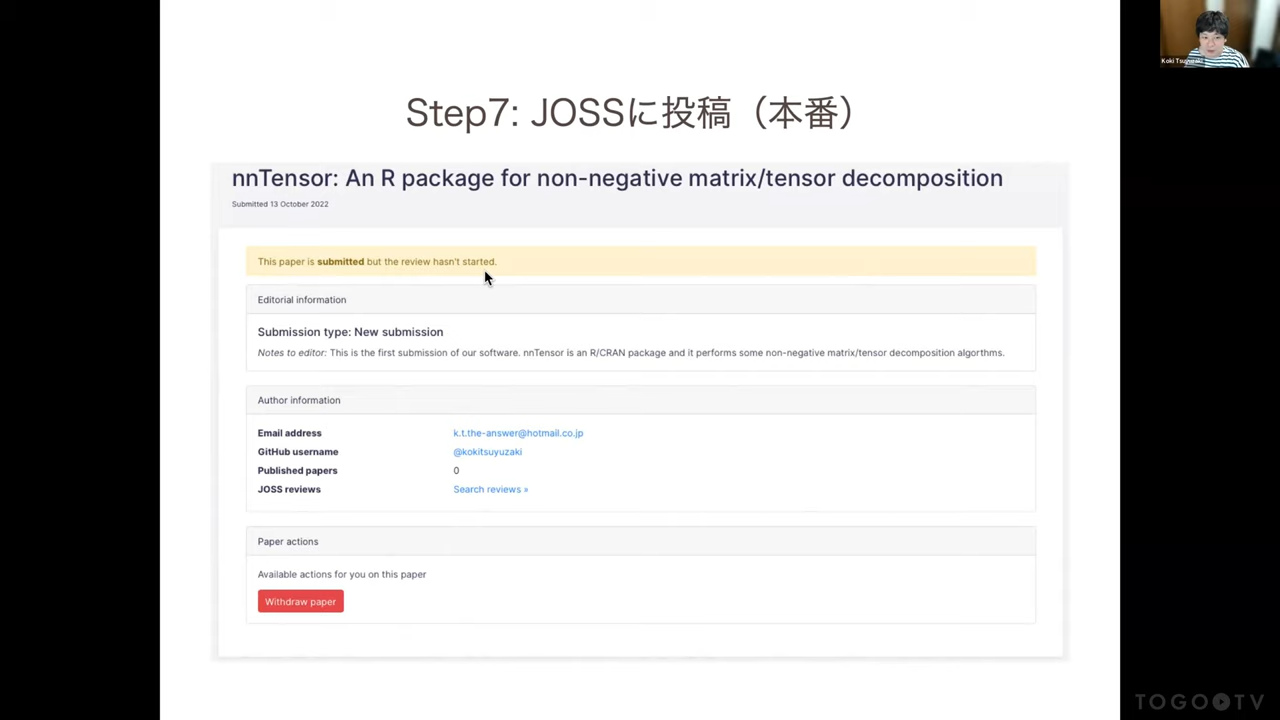 Step7: JOSSに投稿（本番）
nnTensor: An R package for non-negative matrix/tensor decomposition
Submitted 13 October 2022
This paper is submitted but the review hasn't started.
Editorial information
Submission type: New submission
Notes to editor: This is the first submission of our software. nnTensor is an R/CRAN package and it performs some non-negative matrix/tensor decomposition algorthms.
Author information
Email address k.t.the-answer@hotmail.co.jp
GitHub username @kokitsuyuzaki
Published papers 0
JOSS reviews Search reviews »
Paper actions
Available actions for you on this paper
Withdraw paper
Koki Tsuyuzaki
TOGOTV